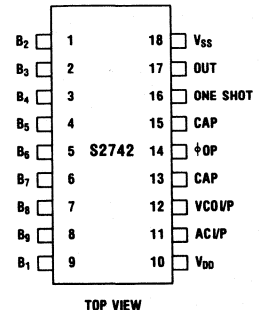 B2 1 18 VSS
B3 2 17 OUT
B4 3 16 ONE SHOT
B5 4 15 CAP
B6 5 S2742 14 ϕOP
B7 6 13 CAP
B8 7 12 VCOI/P
B9 8 11 ACI/P
B1 9 10 VDD
TOP VIEW